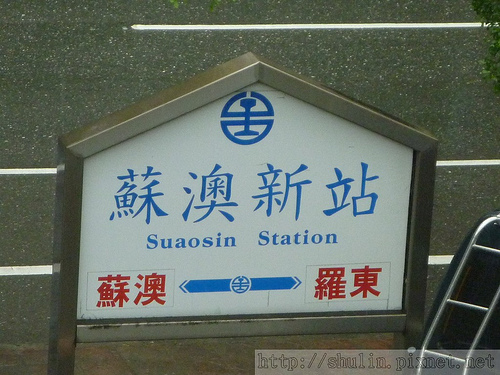 蘇澳新站
Suaosin Station
蘇澳 羅東
http://shulin.pixnet.net